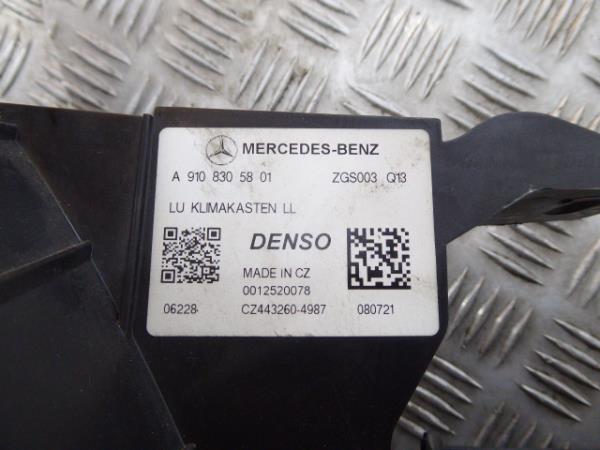 MERCEDES-BENZ
A 910 830 58 01 ZGS003 Q13
LU KLIMAKASTEN LL
DENSO
MADE IN CZ
0012520078
06228- CZ443260-4987 080721